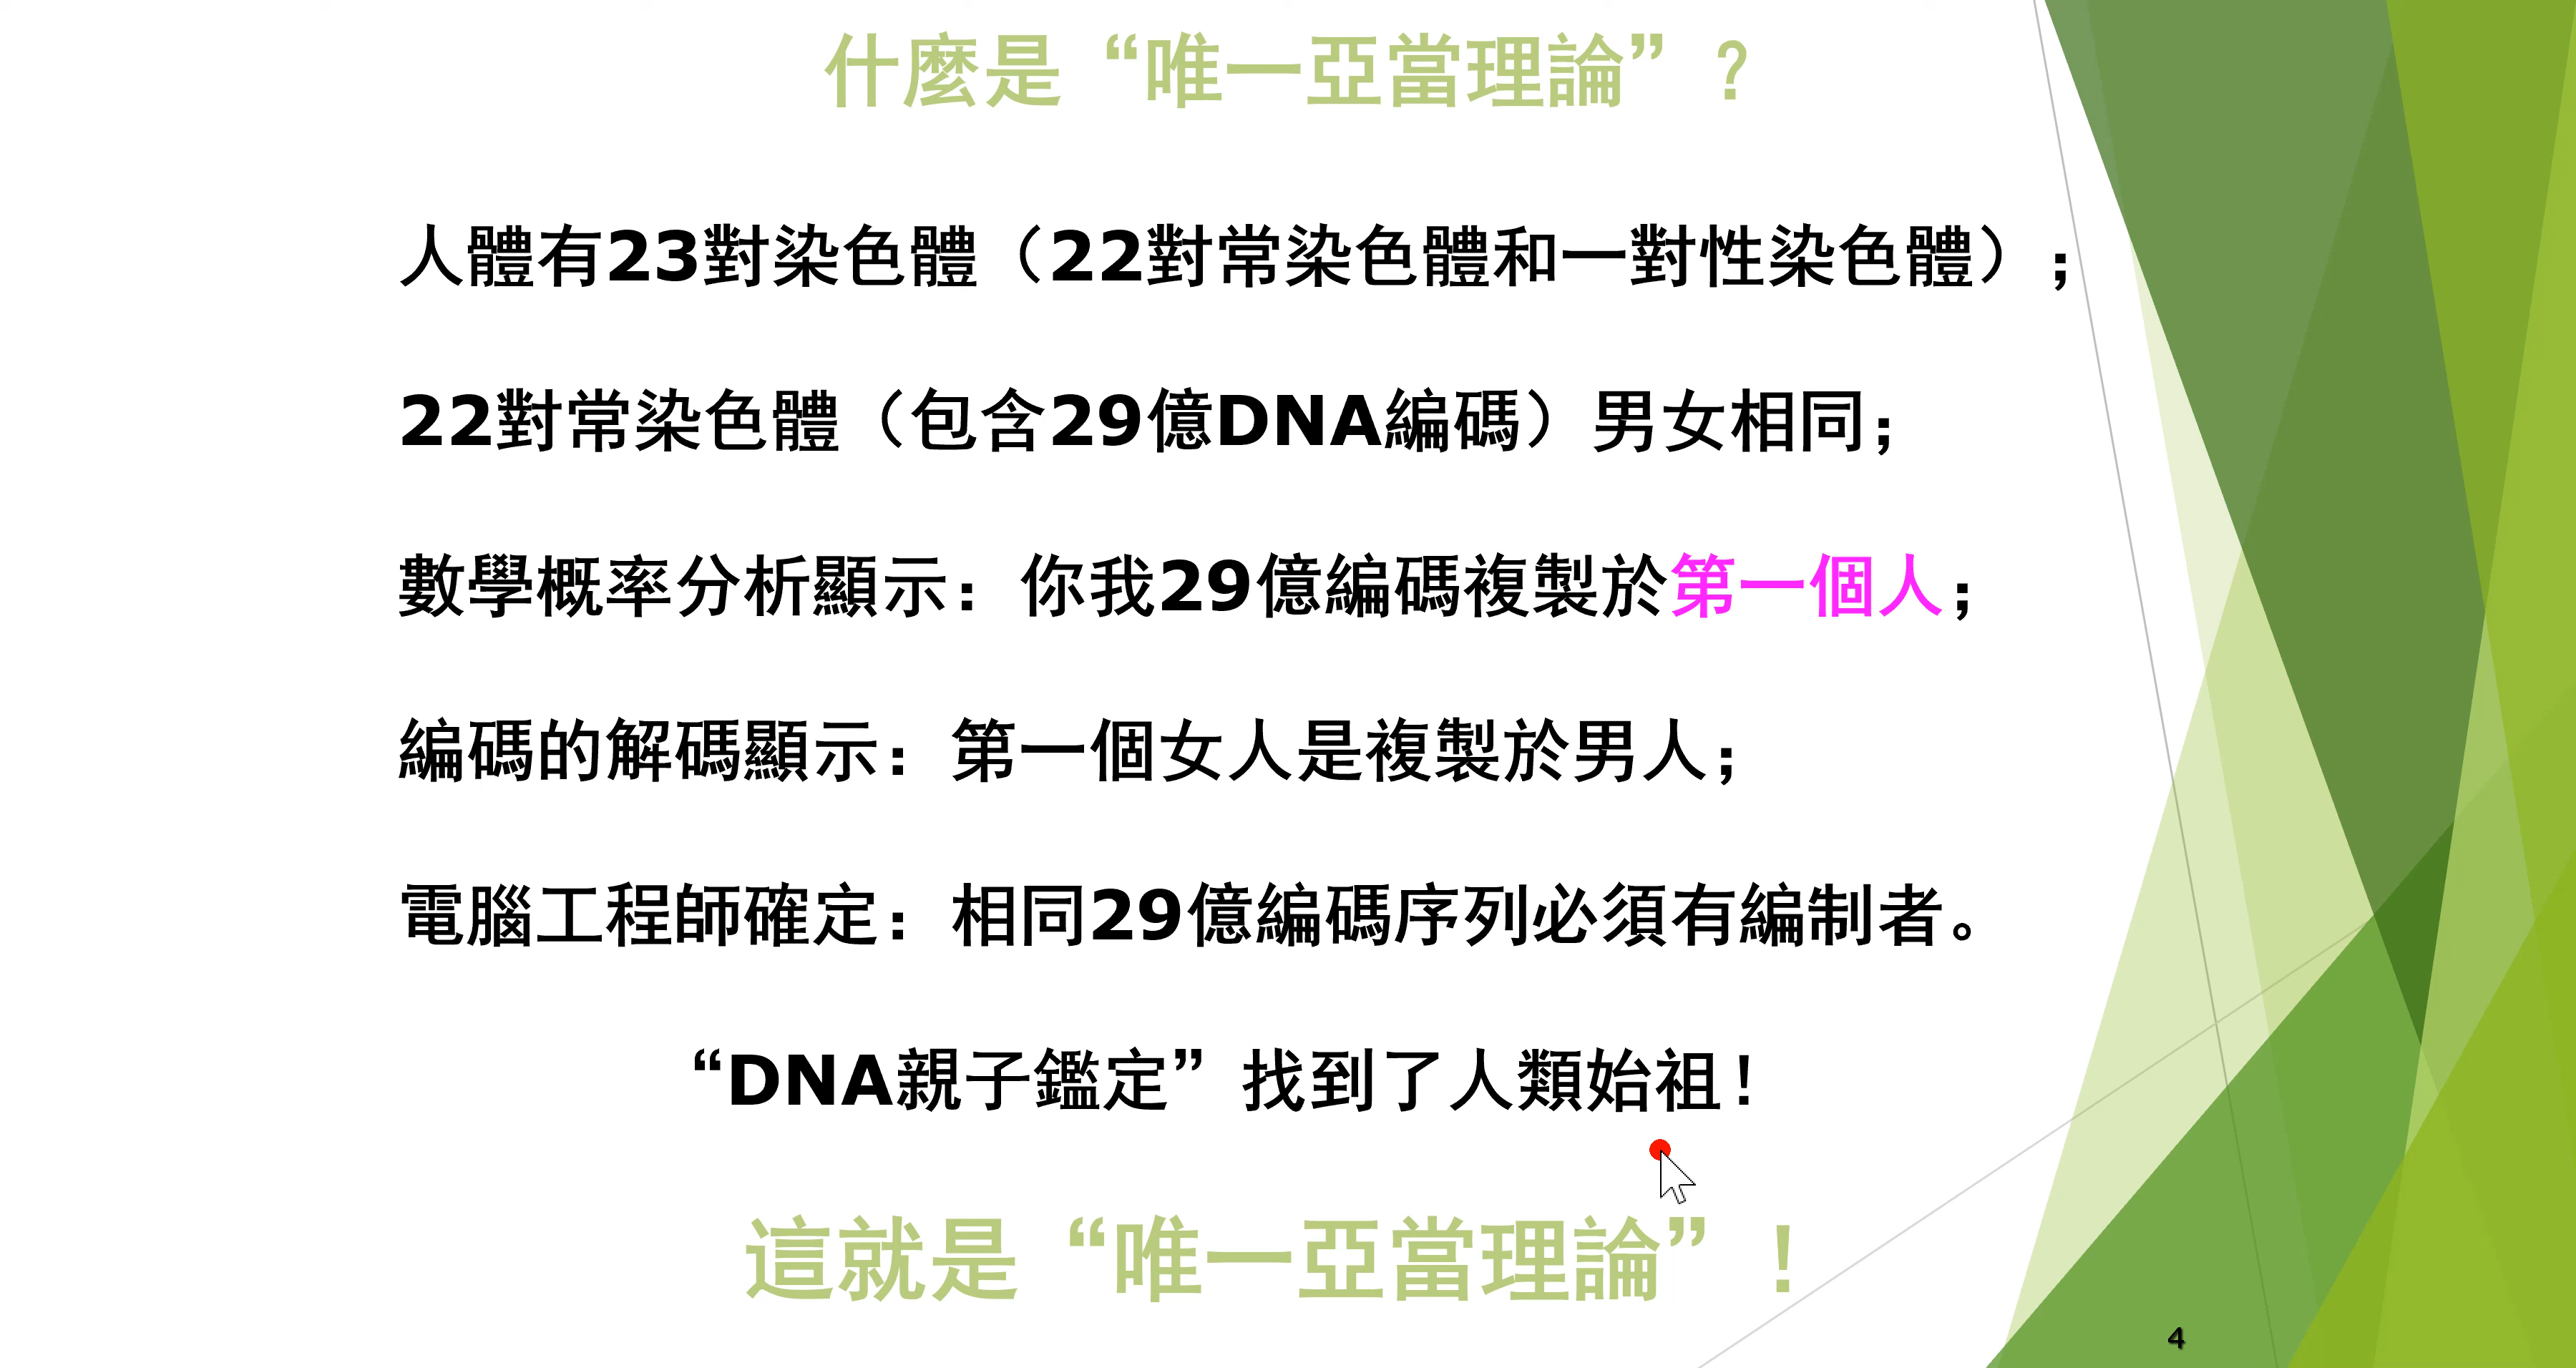 什麼是“唯一亞當理論”？
人體有23對染色體（22對常染色體和一對性染色體）；
22對常染色體（包含29億DNA編碼）男女相同；
數學概率分析顯示：你我29億編碼複製於第一個人；
編碼的解碼顯示：第一個女人是複製於男人；
電腦工程師確定：相同29億編碼序列必須有編制者。
“DNA親子鑑定”找到了人類始祖！
這就是“唯一亞當理論”！
4